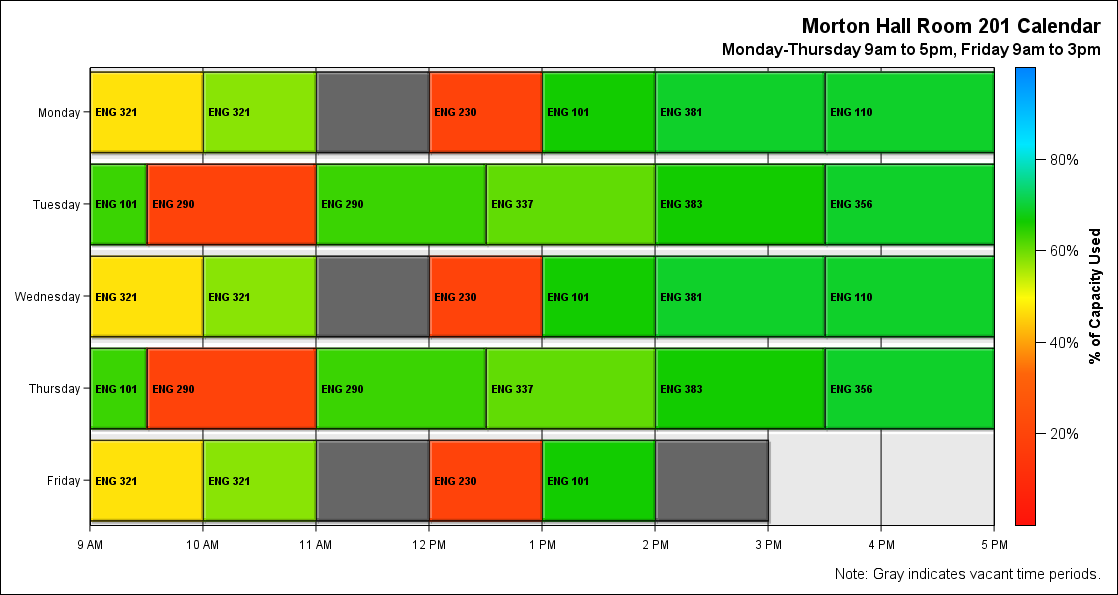 Morton Hall Room 201 Calendar
Monday-Thursday 9am to 5pm, Friday 9am to 3pm
Monday
ENG 321
ENG 321
ENG 230
ENG 101
ENG 381
ENG 110
Tuesday
ENG 101
ENG 290
ENG 290
ENG 337
ENG 383
ENG 356
Wednesday
ENG 321
ENG 321
ENG 230
ENG 101
ENG 381
ENG 110
Thursday
ENG 101
ENG 290
ENG 290
ENG 337
ENG 383
ENG 356
Friday
ENG 321
ENG 321
ENG 230
ENG 101
9 AM
10 AM
11 AM
12 PM
1 PM
2 PM
3 PM
4 PM
5 PM
80%
60%
40%
20%
% of Capacity Used
Note: Gray indicates vacant time periods.